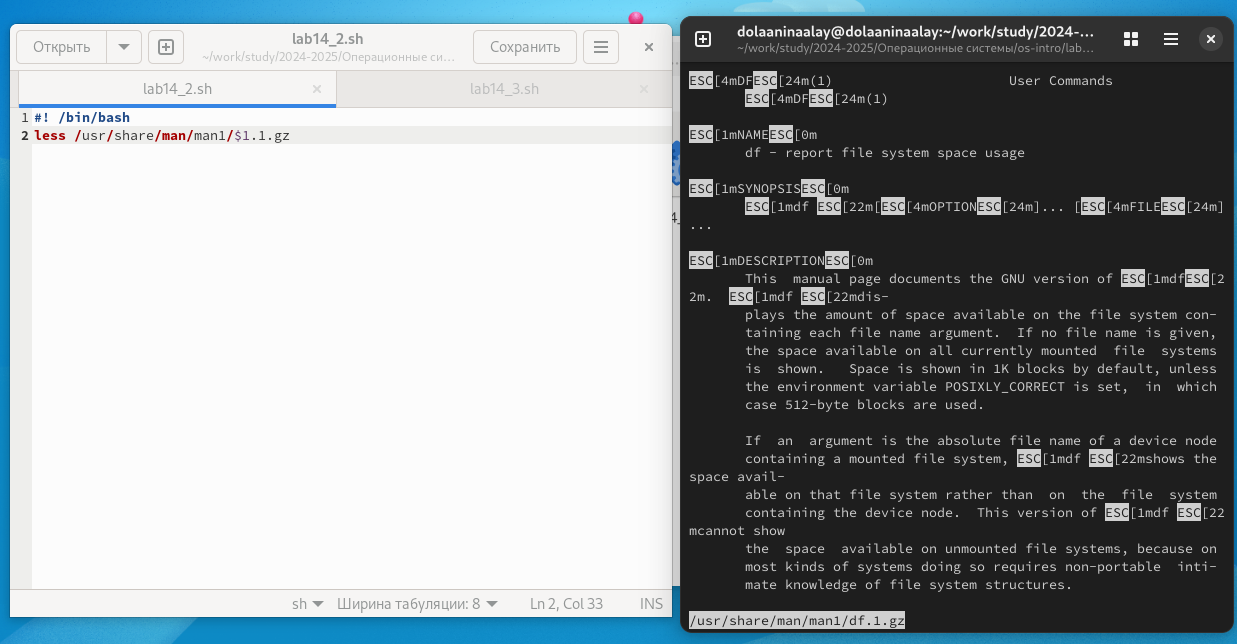 Открыть
lab14_2.sh
~/work/study/2024-2025/Операционные си…
Сохранить
lab14_2.sh
lab14_3.sh
1 #! /bin/bash
2 less /usr/share/man/man1/$1.1.gz
sh
Ширина табуляции: 8
Ln 2, Col 33
INS
dolaaninaalay@dolaaninaalay:~/work/study/2024-…
~/work/study/2024-2025/Операционные системы/os-intro/lab…
ESC[4mDFESC[24m(1) User Commands
ESC[4mDFESC[24m(1)
ESC[1mNAMEESC[0m
df - report file system space usage
ESC[1mSYNOPSISESC[0m
ESC[1mdf ESC[22m[ESC[4mOPTIONESC[24m]... [ESC[4mFILEESC[24m]
...
ESC[1mDESCRIPTIONESC[0m
This  manual page documents the GNU version of ESC[1mdfESC[2
2m.  ESC[1mdf ESC[22mdis-
plays the amount of space available on the file system con-
taining each file name argument.  If no file name is given,
the space available on all currently mounted  file  systems
is  shown.   Space is shown in 1K blocks by default, unless
the environment variable POSIXLY_CORRECT is set,  in  which
case 512-byte blocks are used.
If  an  argument is the absolute file name of a device node
containing a mounted file system, ESC[1mdf ESC[22mshows the
space avail-
able on that file system rather than  on  the  file  system
containing the device node.  This version of ESC[1mdf ESC[22
mcannot show
the  space  available on unmounted file systems, because on
most kinds of systems doing so requires non-portable  inti-
mate knowledge of file system structures.
/usr/share/man/man1/df.1.gz